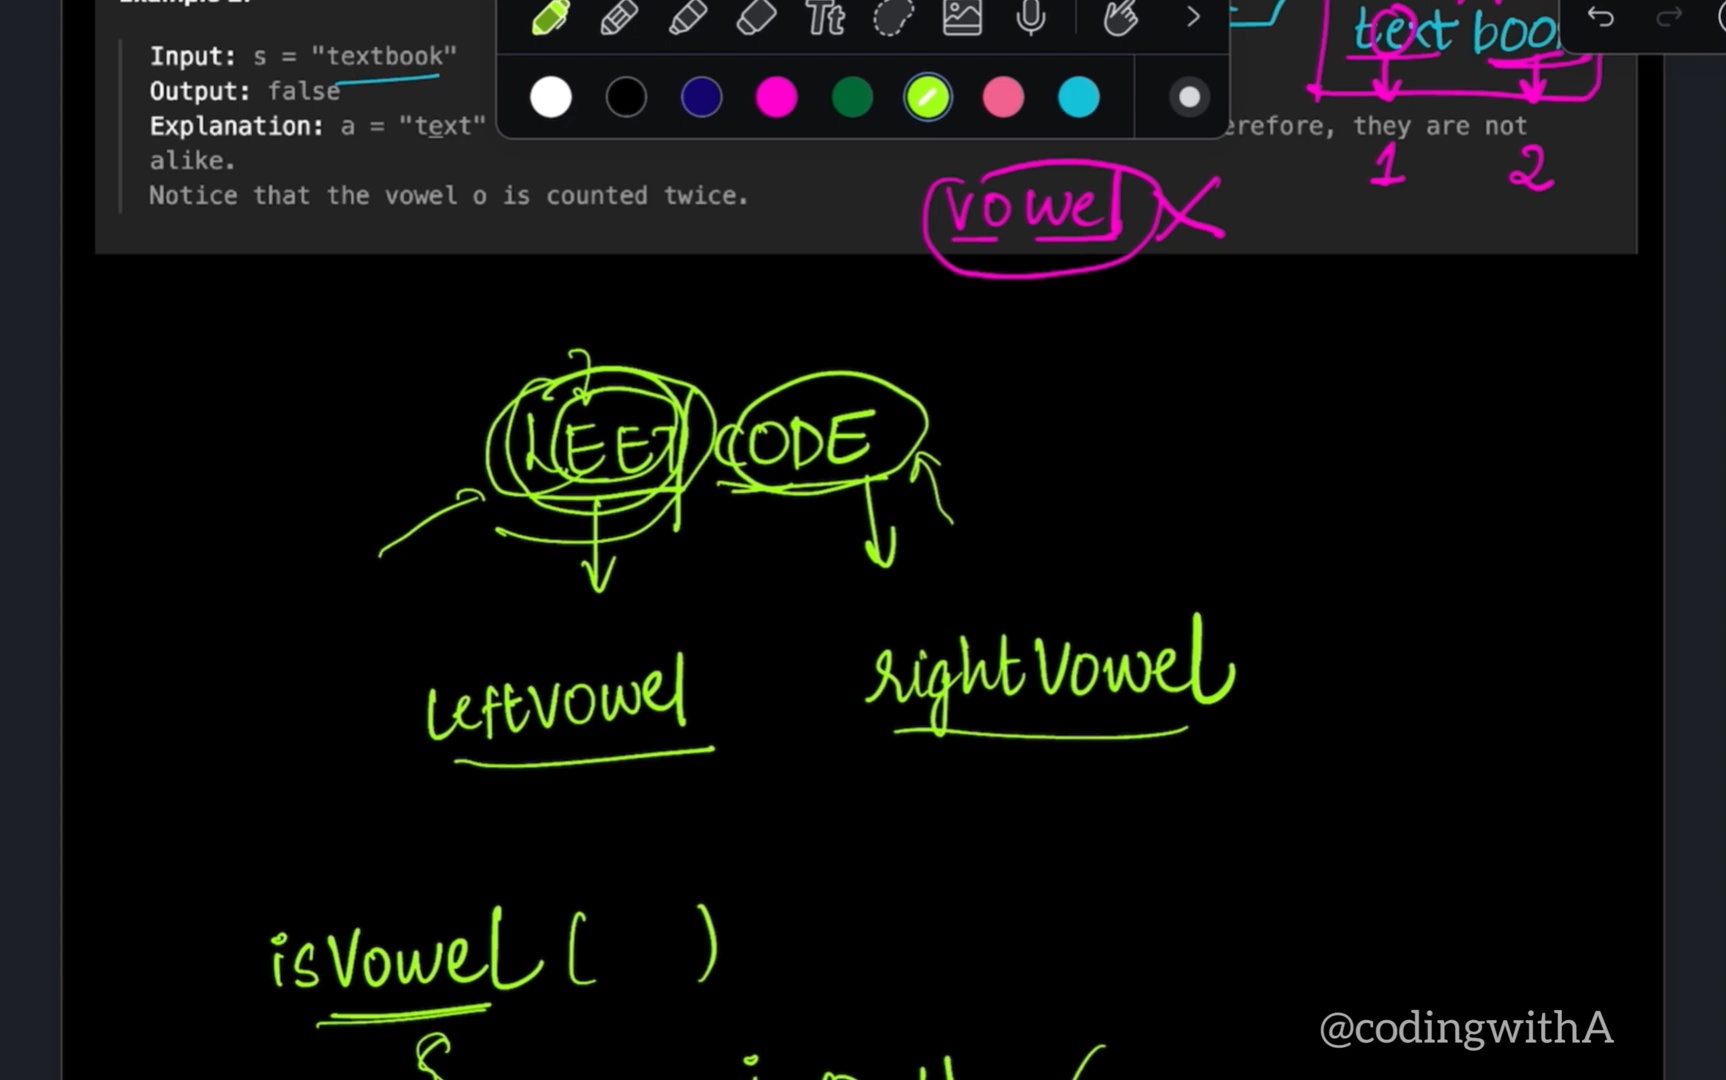 Input: s = "textbook"
Output: false
Explanation: a = "text"
erefore, they are not
alike.
Notice that the vowel o is counted twice.
Tt
text boo
1 2
vowel
LEET CODE
leftvowel
rightVowel
isVowel ( )
@codingwithA